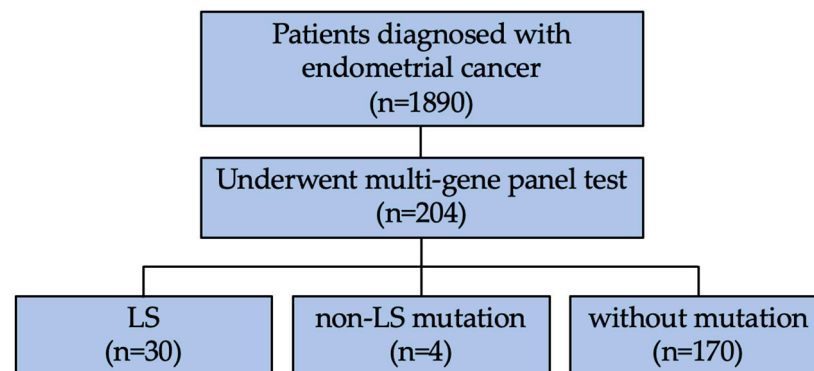 Patients diagnosed with
endometrial cancer
(n=1890)
Underwent multi-gene panel test
(n=204)
LS
(n=30)
non-LS mutation
(n=4)
without mutation
(n=170)